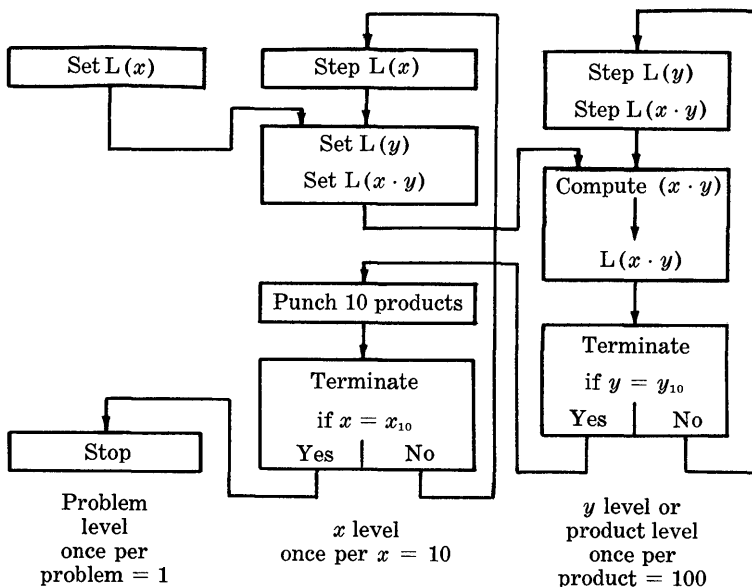 Set L(x)
Step L(x)
Set L(y)
Set L(x · y)
Step L(y)
Step L(x · y)
Compute (x · y)
L(x · y)
Punch 10 products
Terminate
if x = x₁₀
Yes
No
Terminate
if y = y₁₀
Yes
No
Stop
Problem
level
once per
problem = 1
x level
once per x = 10
y level or
product level
once per
product = 100